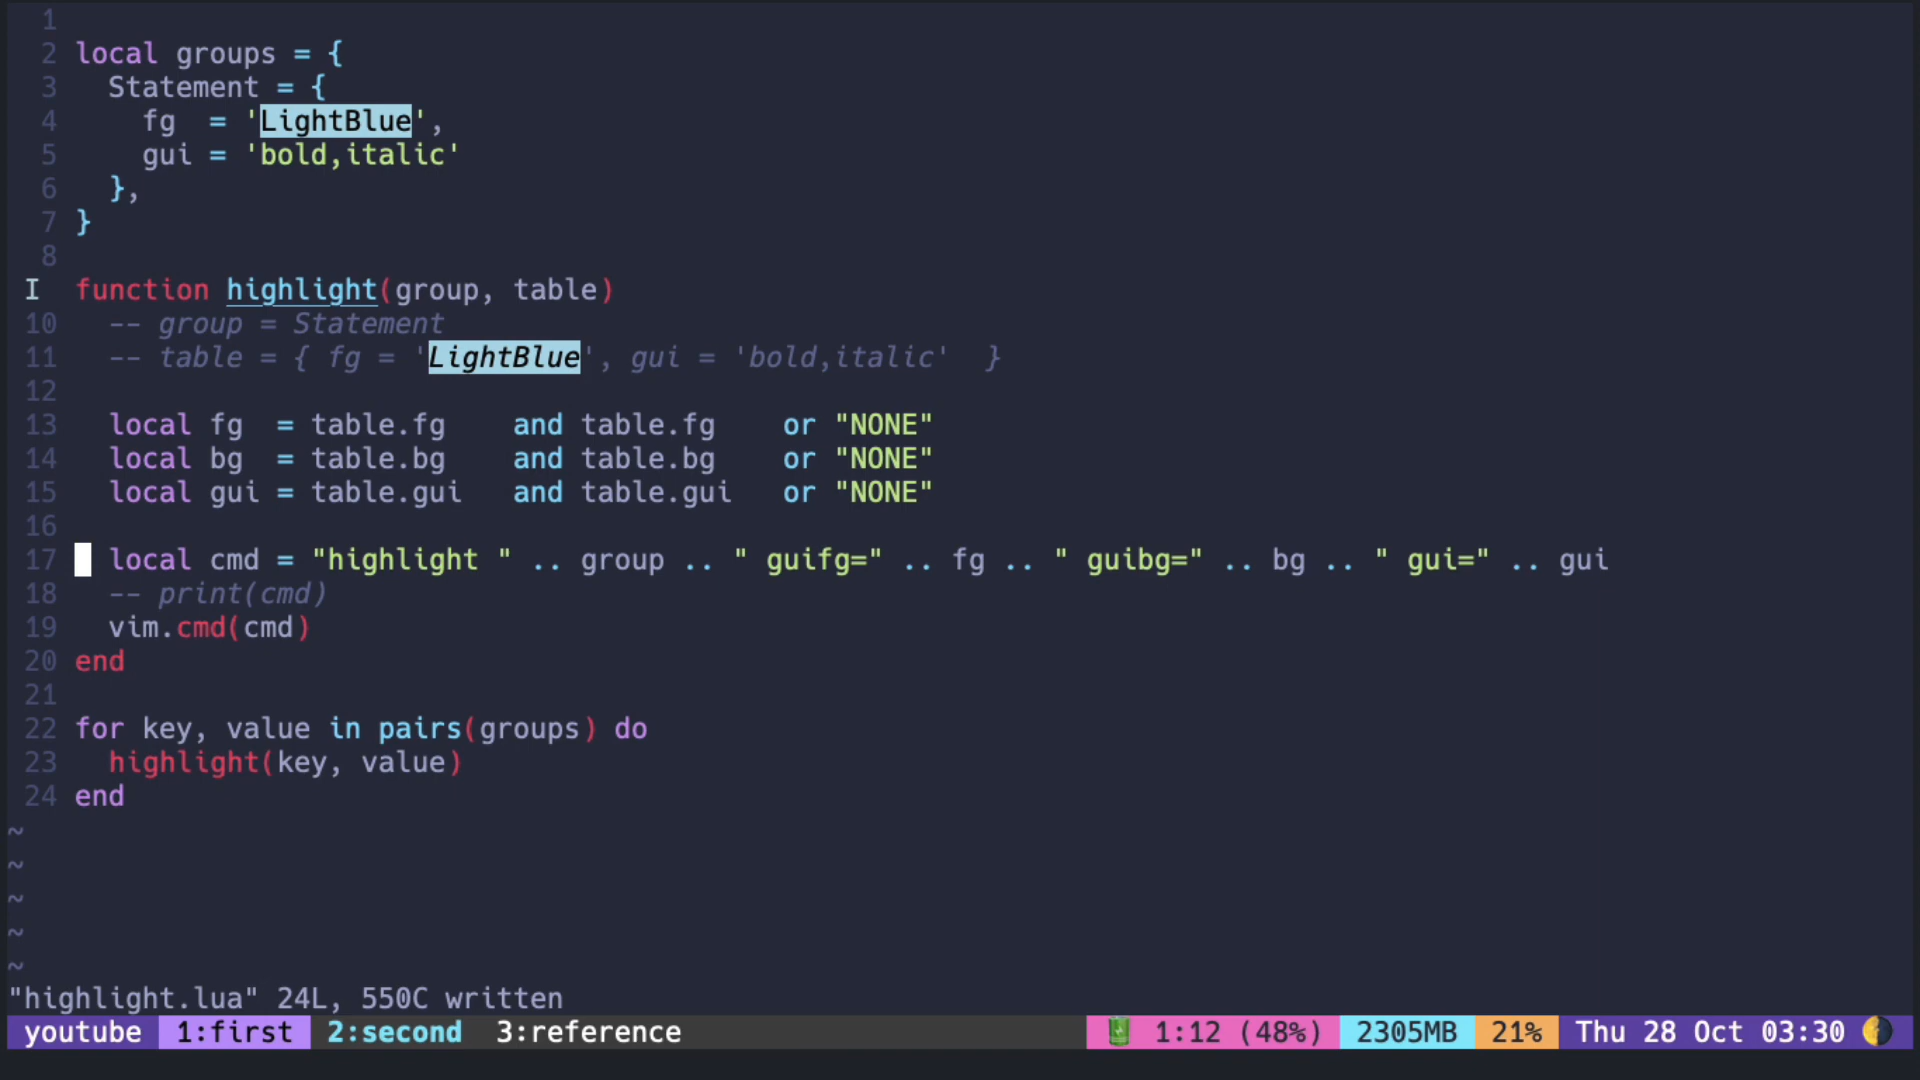 1
2 local groups = {
3   Statement = {
4     fg  = 'LightBlue',
5     gui = 'bold,italic'
6   },
7 }
8
I function highlight(group, table)
10   -- group = Statement
11   -- table = { fg = 'LightBlue', gui = 'bold,italic'  }
12
13   local fg  = table.fg    and table.fg    or "NONE"
14   local bg  = table.bg    and table.bg    or "NONE"
15   local gui = table.gui   and table.gui   or "NONE"
16
17   local cmd = "highlight " .. group .. " guifg=" .. fg .. " guibg=" .. bg .. " gui=" .. gui
18   -- print(cmd)
19   vim.cmd(cmd)
20 end
21
22 for key, value in pairs(groups) do
23   highlight(key, value)
24 end
~
~
~
~
~
"highlight.lua" 24L, 550C written
youtube 1:first 2:second 3:reference 1:12 (48%) 2305MB 21% Thu 28 Oct 03:30